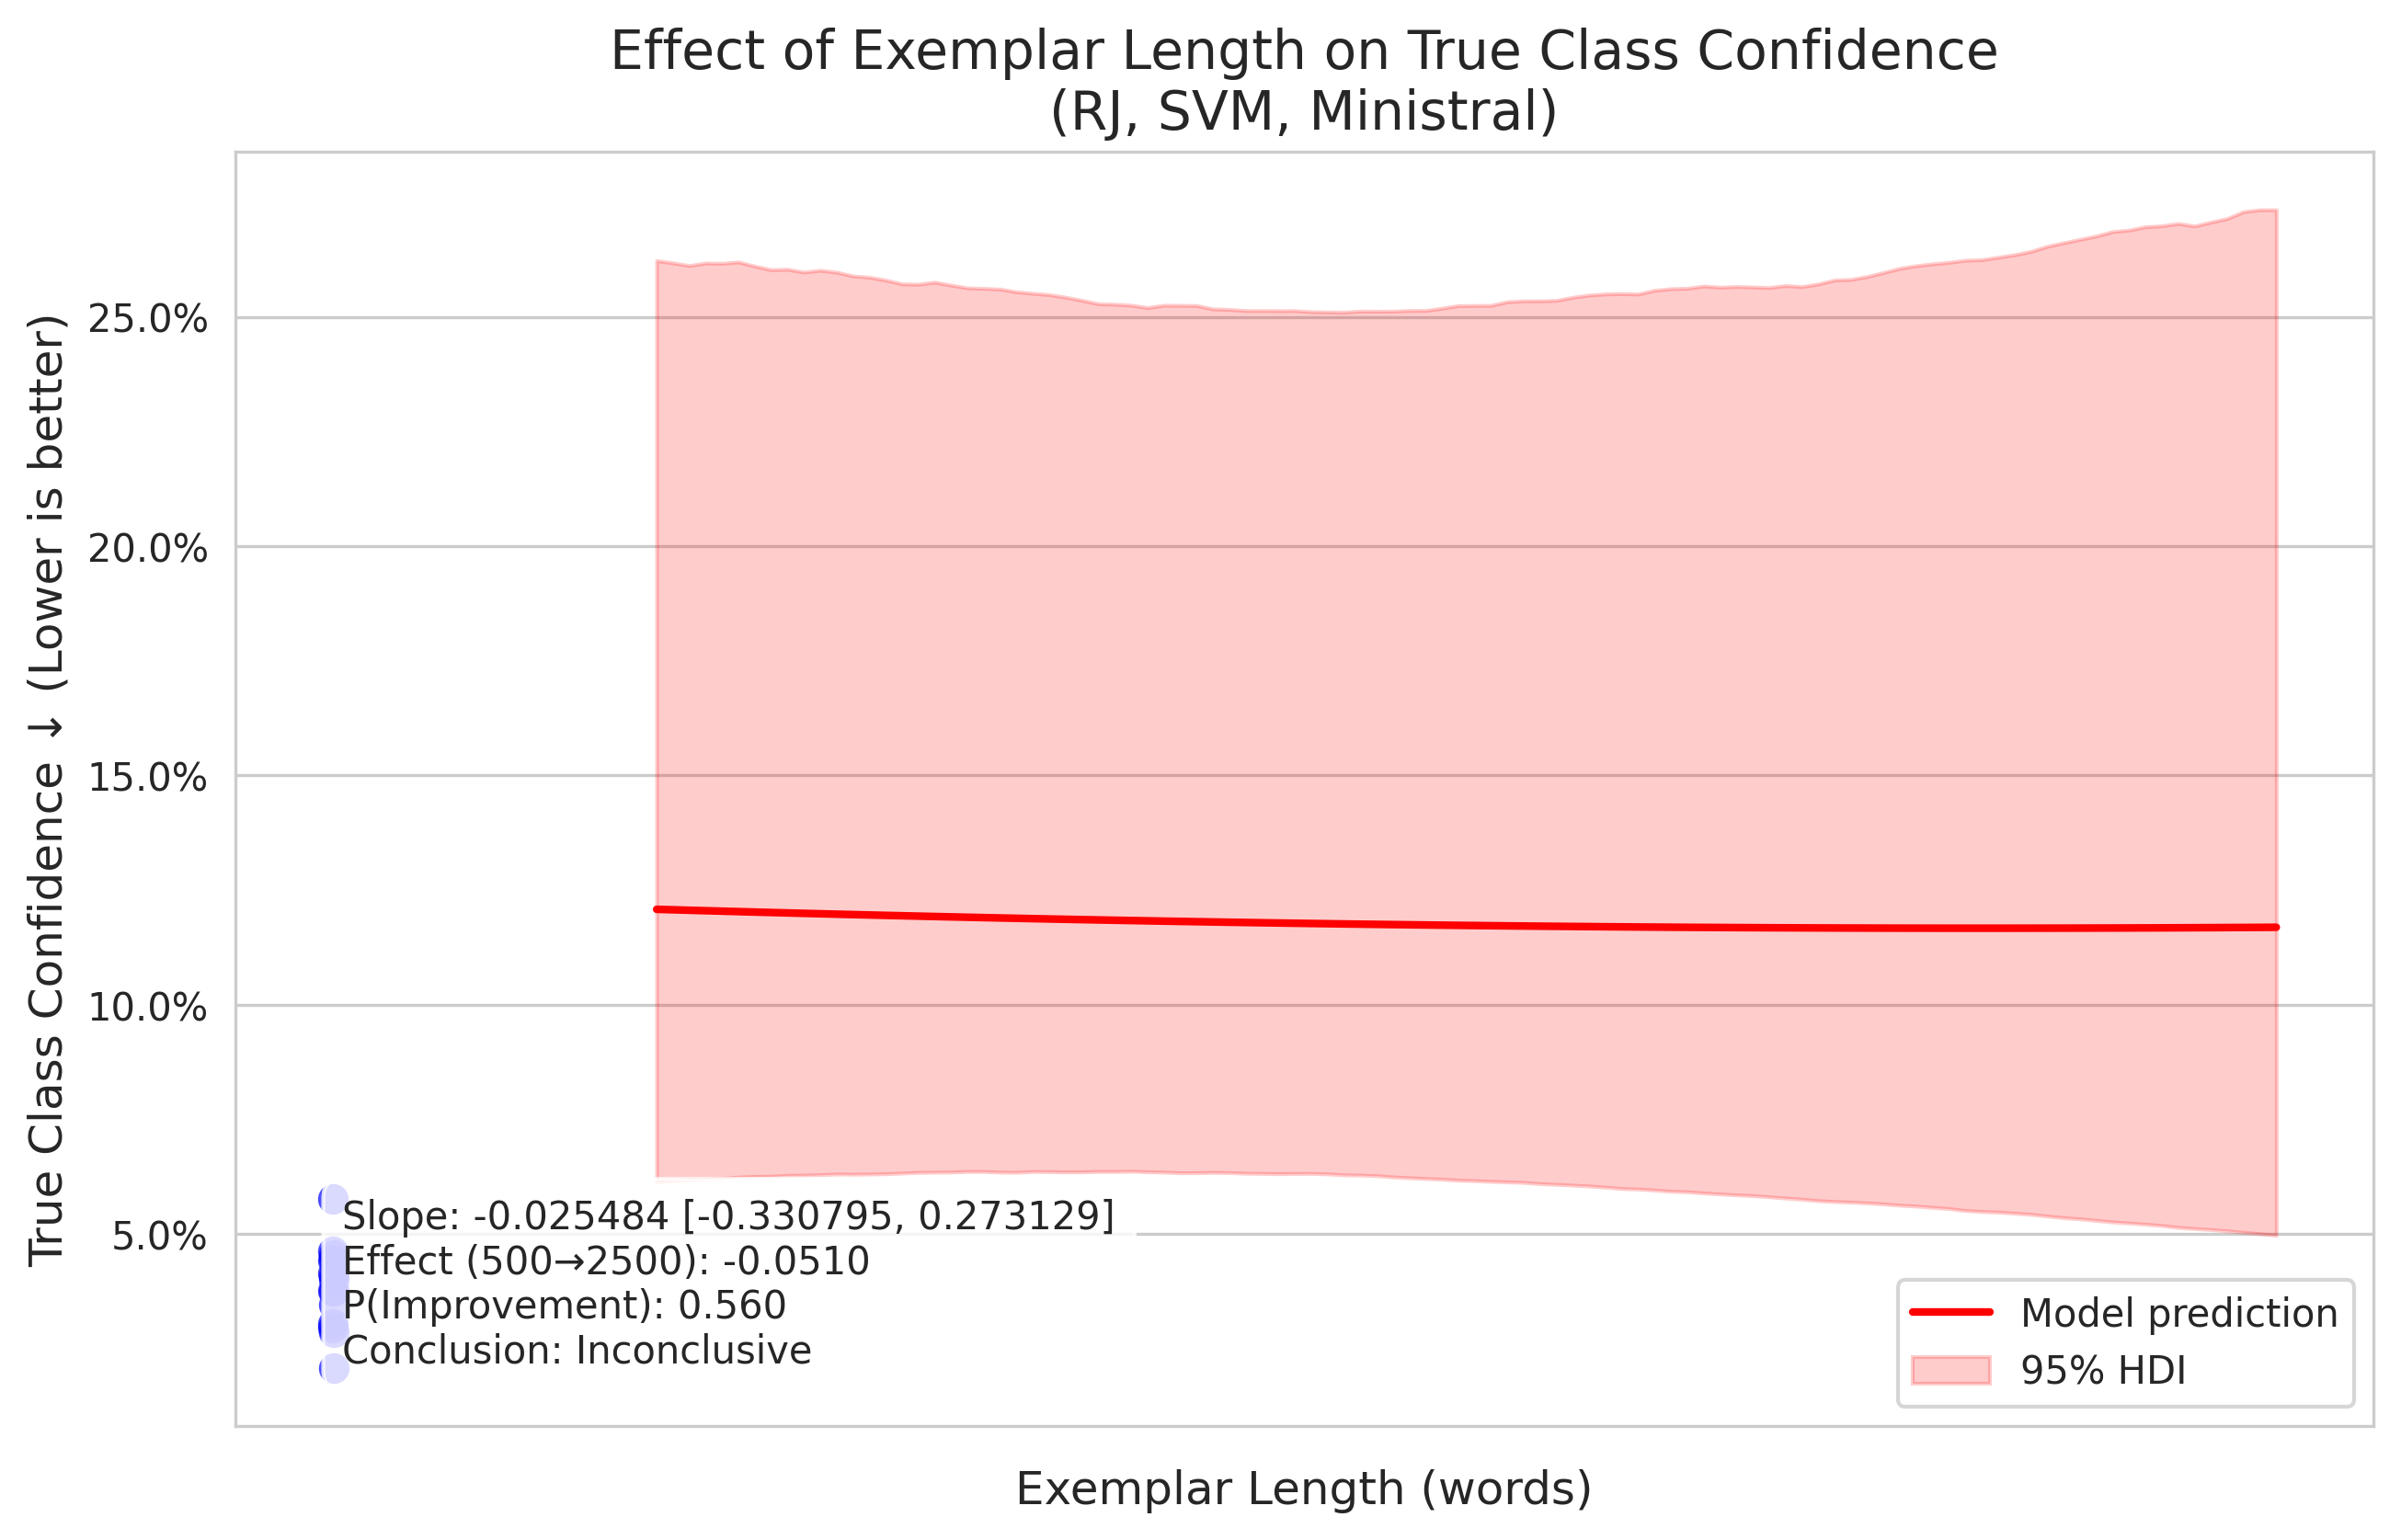 Effect of Exemplar Length on True Class Confidence
(RJ, SVM, Ministral)
True Class Confidence ↓ (Lower is better)
25.0%
20.0%
15.0%
10.0%
5.0%
Slope: -0.025484 [-0.330795, 0.273129]
Effect (500→2500): -0.0510
P(Improvement): 0.560
Conclusion: Inconclusive
Model prediction
95% HDI
Exemplar Length (words)